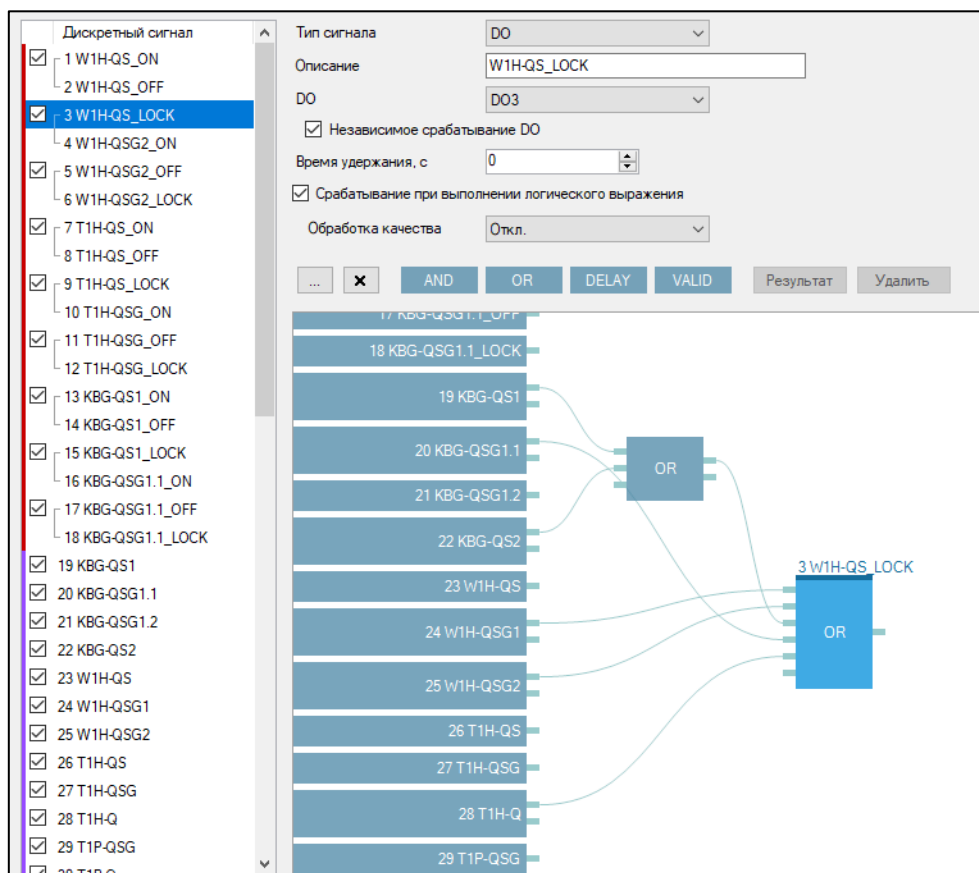 Дискретный сигнал
1 W1H-QS_ON
2 W1H-QS_OFF
3 W1H-QS_LOCK
4 W1H-QSG2_ON
5 W1H-QSG2_OFF
6 W1H-QSG2_LOCK
7 T1H-QS_ON
8 T1H-QS_OFF
9 T1H-QS_LOCK
10 T1H-QSG_ON
11 T1H-QSG_OFF
12 T1H-QSG_LOCK
13 KBG-QS1_ON
14 KBG-QS1_OFF
15 KBG-QS1_LOCK
16 KBG-QSG1.1_ON
17 KBG-QSG1.1_OFF
18 KBG-QSG1.1_LOCK
19 KBG-QS1
20 KBG-QSG1.1
21 KBG-QSG1.2
22 KBG-QS2
23 W1H-QS
24 W1H-QSG1
25 W1H-QSG2
26 T1H-QS
27 T1H-QSG
28 T1H-Q
29 T1P-QSG
Тип сигнала DO
Описание W1H-QS_LOCK
DO DO3
Независимое срабатывание DO
Время удержания, с 0
Срабатывание при выполнении логического выражения
Обработка качества Откл.
... AND OR DELAY VALID Результат Удалить
17 KBG-QSG1.1_OFF
18 KBG-QSG1.1_LOCK
19 KBG-QS1
20 KBG-QSG1.1
21 KBG-QSG1.2
22 KBG-QS2
23 W1H-QS
24 W1H-QSG1
25 W1H-QSG2
26 T1H-QS
27 T1H-QSG
28 T1H-Q
29 T1P-QSG
OR
3 W1H-QS_LOCK
OR